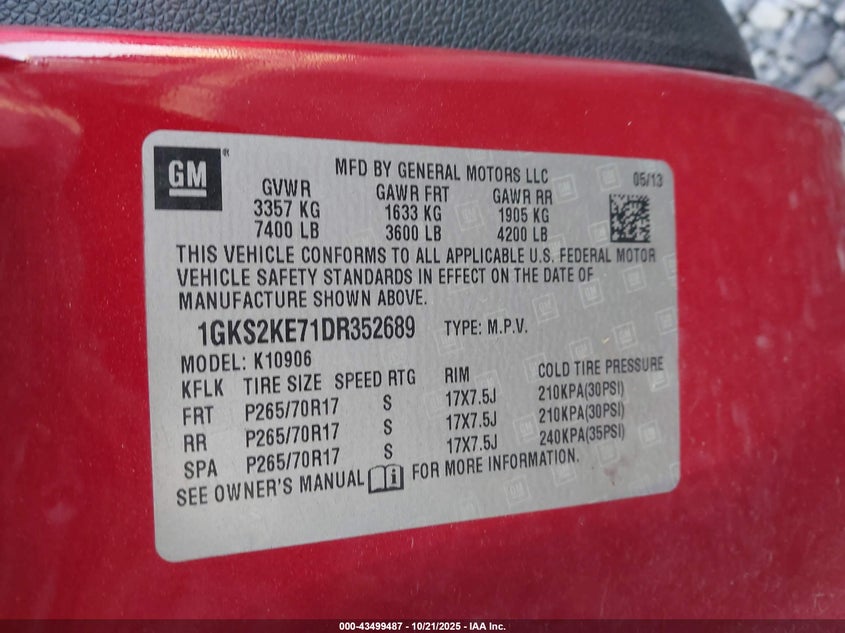 GM®
MFD BY GENERAL MOTORS LLC
05/13
GVWR GAWR FRT GAWR RR
3357 KG 1633 KG 1905 KG
7400 LB 3600 LB 4200 LB
THIS VEHICLE CONFORMS TO ALL APPLICABLE U.S. FEDERAL MOTOR
VEHICLE SAFETY STANDARDS IN EFFECT ON THE DATE OF
MANUFACTURE SHOWN ABOVE.
1GKS2KE71DR352689 TYPE: M.P.V.
MODEL: K10906
KFLK TIRE SIZE SPEED RTG RIM COLD TIRE PRESSURE
FRT P265/70R17 S 17X7.5J 210KPA(30PSI)
RR P265/70R17 S 17X7.5J 210KPA(30PSI)
SPA P265/70R17 S 17X7.5J 240KPA(35PSI)
SEE OWNER'S MANUAL FOR MORE INFORMATION.
000-43499487 - 10/21/2025 - IAA Inc.